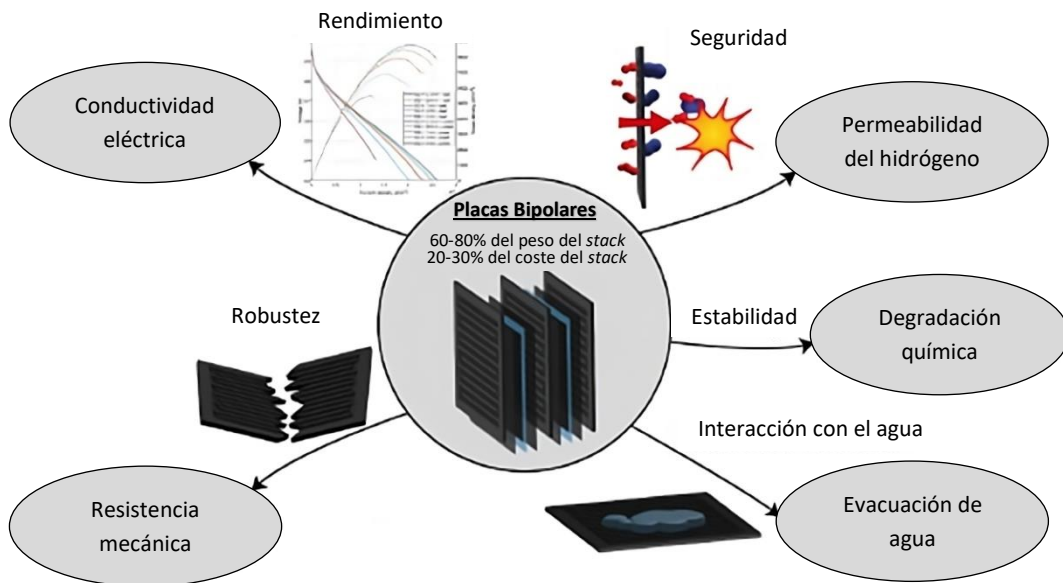 Rendimiento
Seguridad
Conductividad
eléctrica
Permeabilidad
del hidrógeno
Placas Bipolares
60-80% del peso del stack
20-30% del coste del stack
Robustez
Estabilidad
Degradación
química
Interacción con el agua
Resistencia
mecánica
Evacuación de
agua